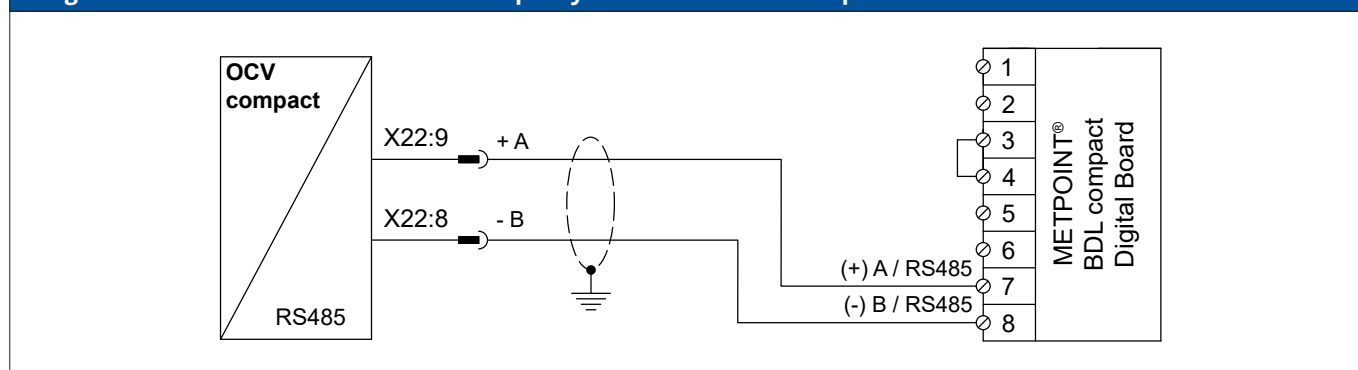 OCV
compact
X22:9
+ A
X22:8
- B
RS485
(+) A / RS485
(-) B / RS485
1
2
3
4
5
6
7
8
METPOINT®
BDL compact
Digital Board